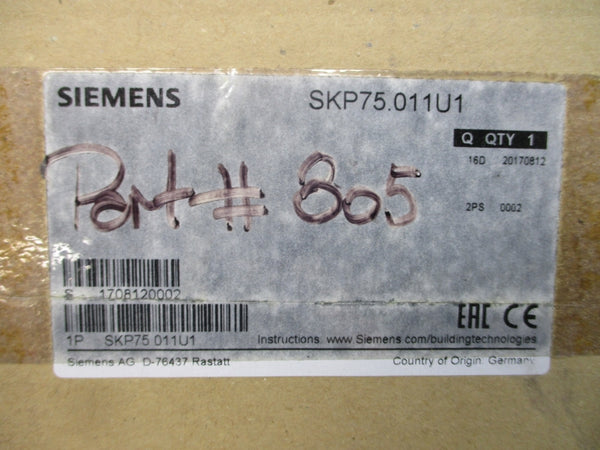 SIEMENS SKP75.011U1
Q QTY 1
16D 20170812
Part # 805
2PS 0002
S 1708120002
EAC CE
1P SKP75.011U1 Instructions: www.Siemens.com/buildingtechnologies
Siemens AG D-76437 Rastatt Country of Origin: Germany